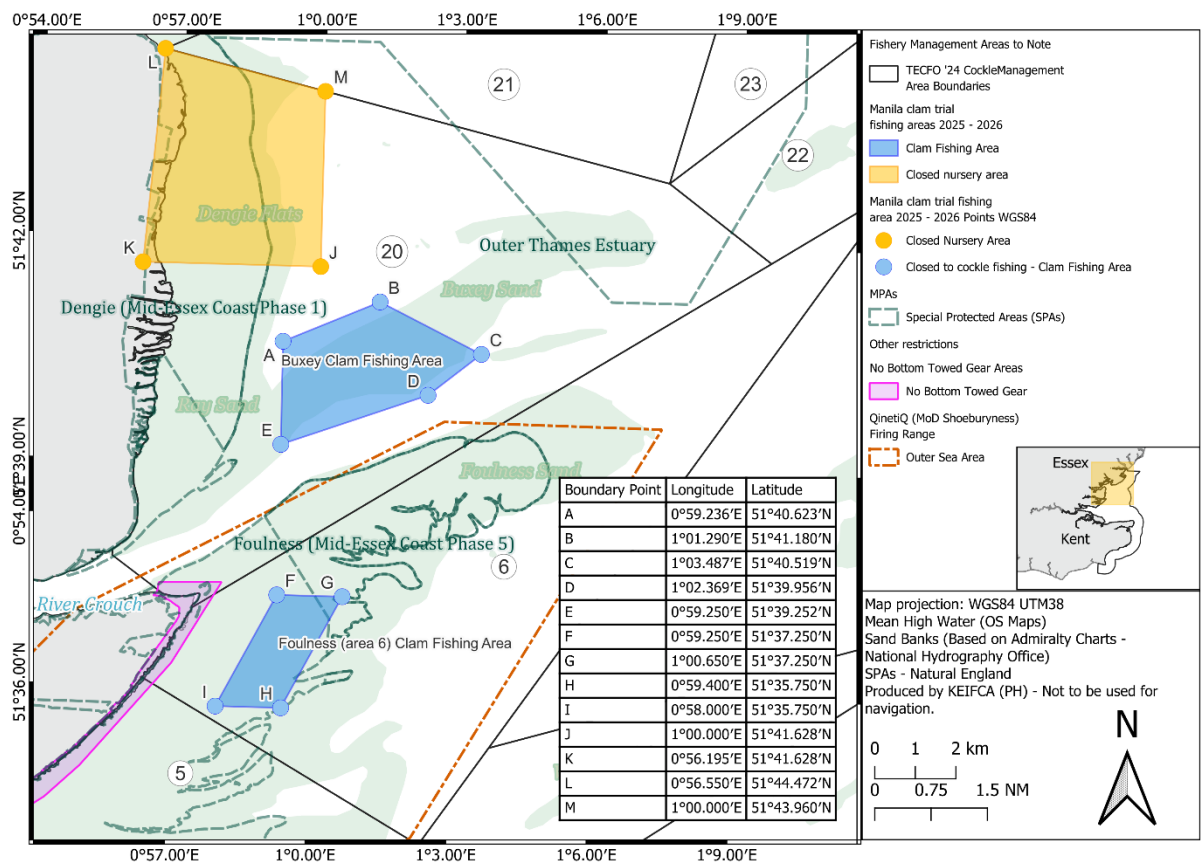 0°54.00′E 0°57.00′E 1°0.00′E 1°3.00′E 1°6.00′E 1°9.00′E
L
M
21
23
22
Dengie Flats
51°42.00′N
K
J
20
Outer Thames Estuary
B
Buxey Sand
Dengie (Mid-Essex Coast Phase 1)
A
C
Buxey Clam Fishing Area
D
Ray Sand
E
51°39.00′N
Foulness Sand
Foulness (Mid-Essex Coast Phase 5)
6
F
G
River Crouch
Foulness (area 6) Clam Fishing Area
51°36.00′N
I
H
5
0°57.00′E 1°0.00′E 1°3.00′E 1°6.00′E 1°9.00′E
Boundary Point Longitude Latitude
A 0°59.236′E 51°40.623′N
B 1°01.290′E 51°41.180′N
C 1°03.487′E 51°40.519′N
D 1°02.369′E 51°39.956′N
E 0°59.250′E 51°39.252′N
F 0°59.250′E 51°37.250′N
G 1°00.650′E 51°37.250′N
H 0°59.400′E 51°35.750′N
I 0°58.000′E 51°35.750′N
J 1°00.000′E 51°41.628′N
K 0°56.195′E 51°41.628′N
L 0°56.550′E 51°44.472′N
M 1°00.000′E 51°43.960′N
Fishery Management Areas to Note
TECFO '24 CockleManagement
Area Boundaries
Manila clam trial
fishing areas 2025 - 2026
Clam Fishing Area
Closed nursery area
Manila clam trial fishing
area 2025 - 2026 Points WGS84
Closed Nursery Area
Closed to cockle fishing - Clam Fishing Area
MPAs
Special Protected Areas (SPAs)
Other restrictions
No Bottom Towed Gear Areas
No Bottom Towed Gear
QinetiQ (MoD Shoeburyness)
Firing Range
Outer Sea Area
Essex
Kent
Map projection: WGS84 UTM38
Mean High Water (OS Maps)
Sand Banks (Based on Admiralty Charts -
National Hydrography Office)
SPAs - Natural England
Produced by KEIFCA (PH) - Not to be used for
navigation.
0 1 2 km
0 0.75 1.5 NM
N